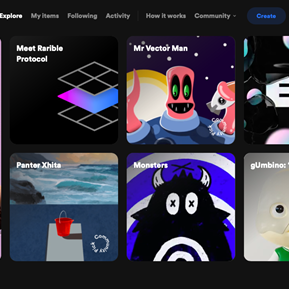 Explore My items Following Activity How it works Community Create
Meet Rarible
Protocol
Mr Vector Man
Panter Xhita
Monsters
gUmbino: